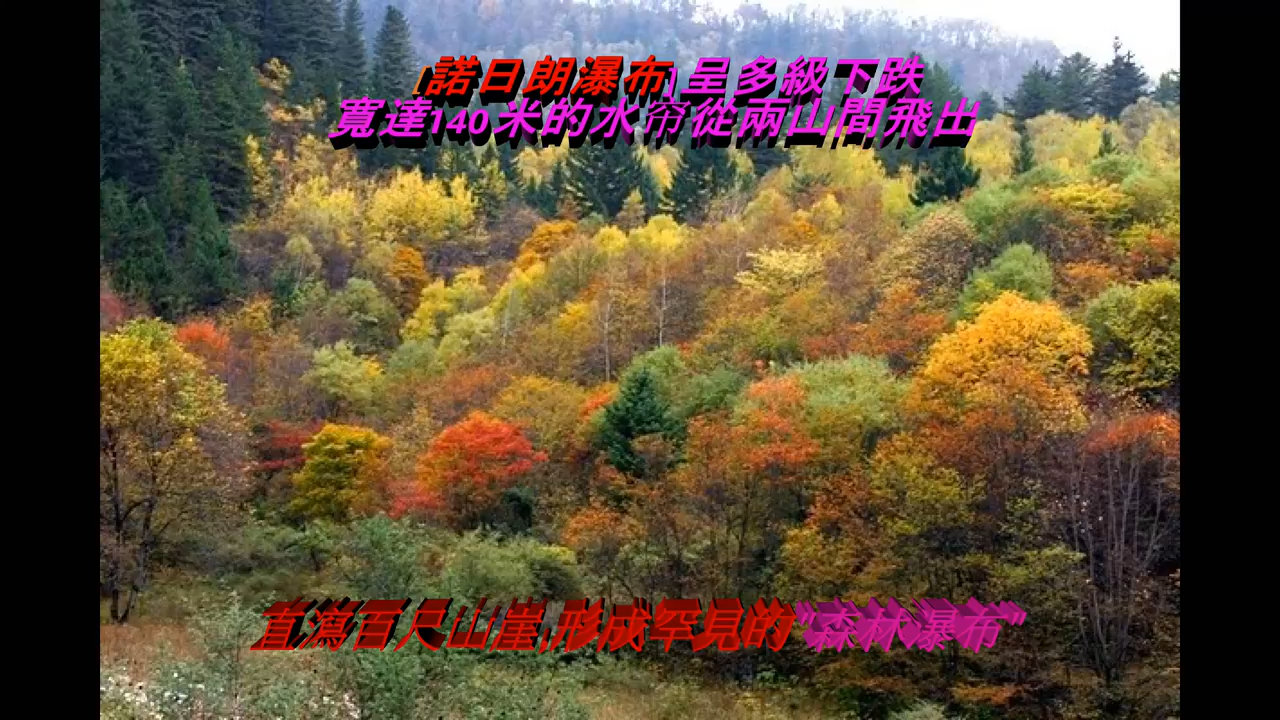 [諾日朗瀑布] 呈多級下跌
寬達140米的水帘從兩山間飛出
直瀉百尺山崖,形成罕見的"森林瀑布"